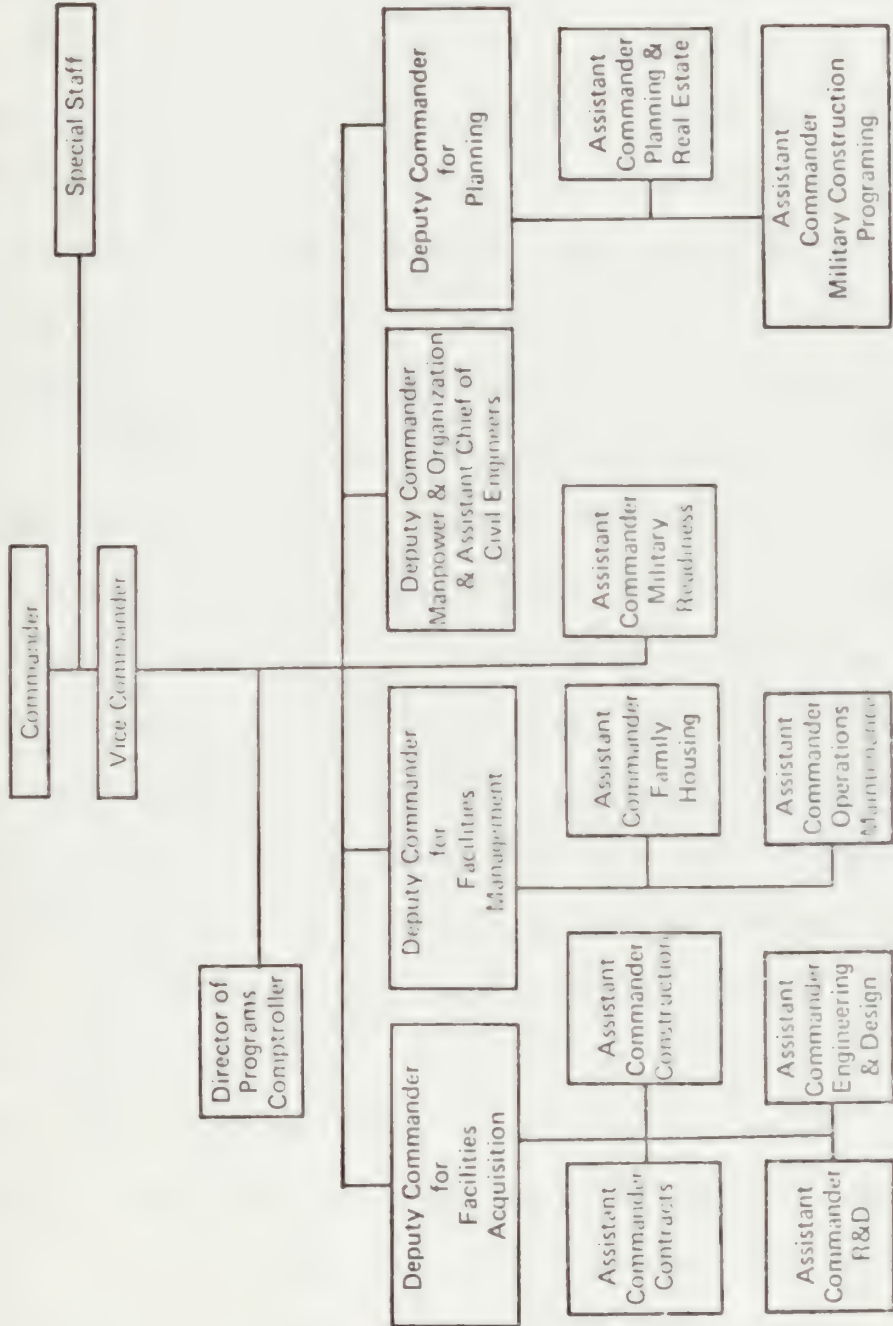 Commander
Special Staff
Vice Commander
Director of
Programs
Comptroller
Deputy Commander
for
Facilities
Acquisition
Deputy Commander
for
Facilities
Management
Deputy Commander
Manpower & Organization
& Assistant Chief of
Civil Engineers
Deputy Commander
for
Planning
Assistant
Commander
Contracts
Assistant
Commander
Construction
Assistant
Commander
Family
Housing
Assistant
Commander
Military
Readiness
Assistant
Commander
Planning &
Real Estate
Assistant
Commander
R&D
Assistant
Commander
Engineering
& Design
Assistant
Commander
Operations
Maintenance
Assistant
Commander
Military Construction
Programing